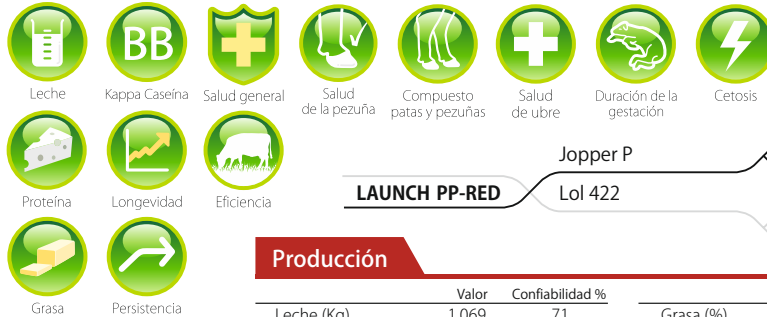 BB
Leche
Kappa Caseína
Salud general
Salud
de la pezuña
Compuesto
patas y pezuñas
Salud
de ubre
Duración de la
gestación
Cetosis
Proteína
Longevidad
Eficiencia
Jopper P
LAUNCH PP-RED
Lol 422
Grasa
Persistencia
Producción
Valor Confiabilidad %
Leche (Kg) 1.069 71 Grasa (%)